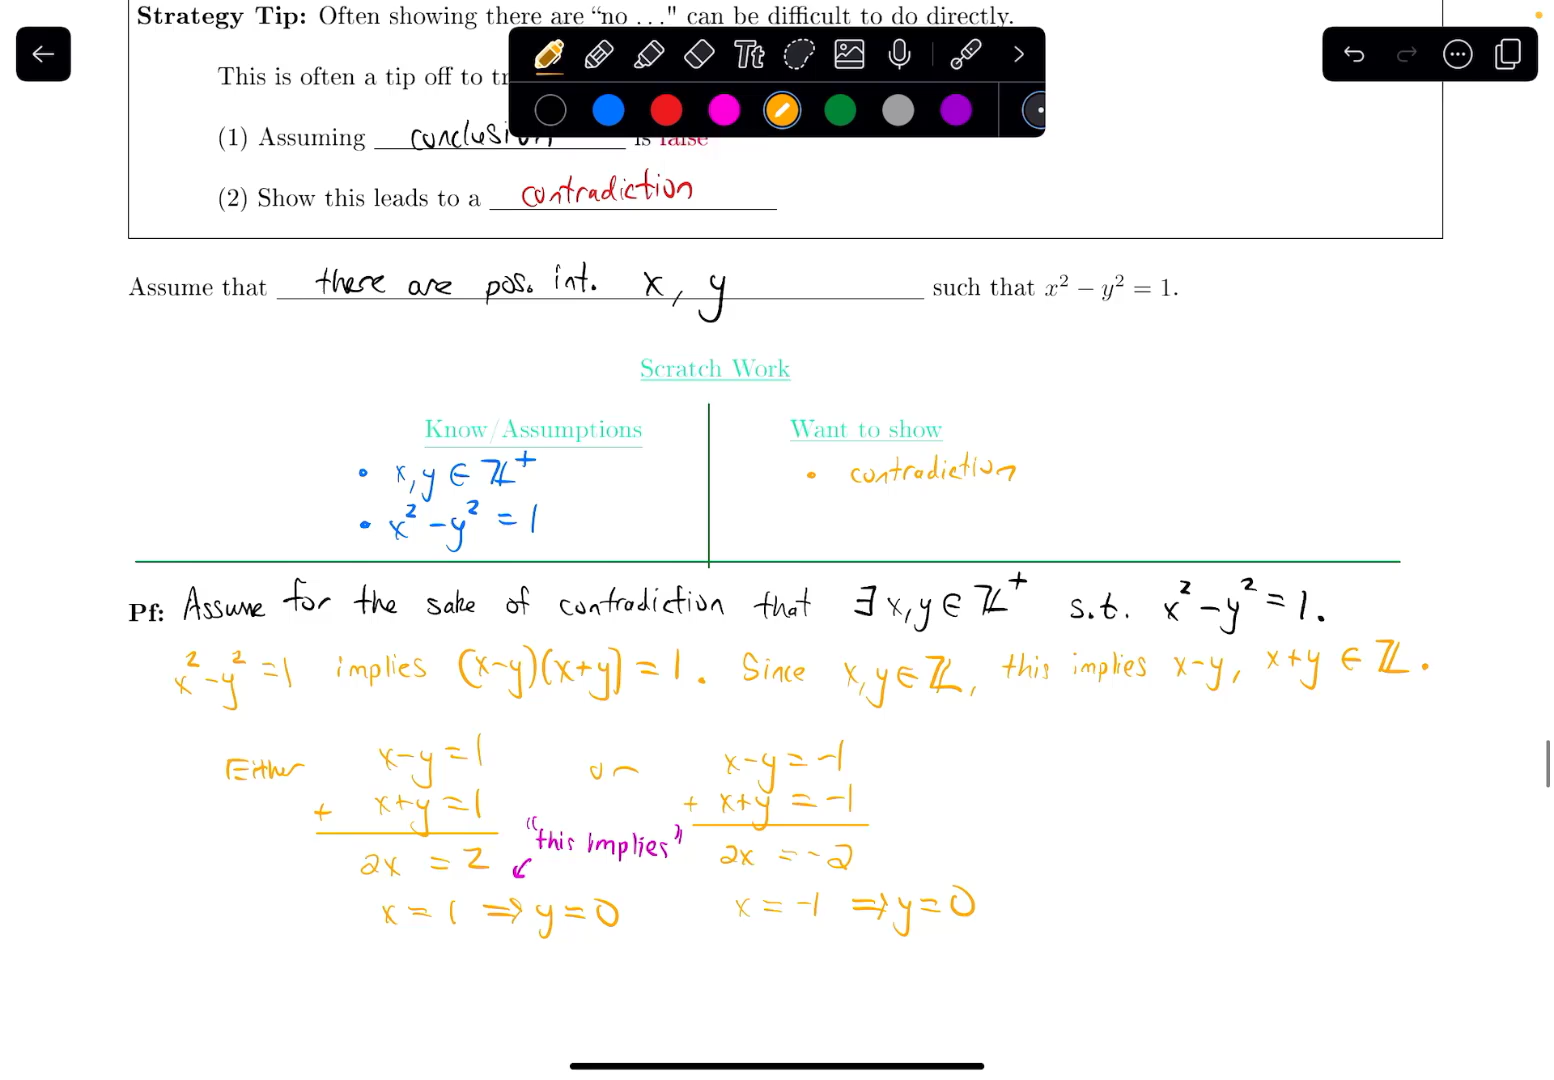 Strategy Tip: Often showing there are “no ..." can be difficult to do directly.
This is often a tip off to
Tt
(1) Assuming conclusion is false
(2) Show this leads to a contradiction
Assume that there are pos. int. x, y such that x² − y² = 1.
Scratch Work
Know/Assumptions
Want to show
• x, y ∈ ℤ⁺
• contradiction
• x² − y² = 1
Pf: Assume for the sake of contradiction that ∃ x, y ∈ ℤ⁺ s.t. x² − y² = 1.
x² − y² = 1 implies (x−y)(x+y) = 1. Since x, y ∈ ℤ, this implies x−y, x+y ∈ ℤ.
Either x−y = 1 or x−y = −1
+ x+y = 1 + x+y = −1
"this implies"
2x = 2 2x = −2
x = 1 ⇒ y = 0 x = −1 ⇒ y = 0